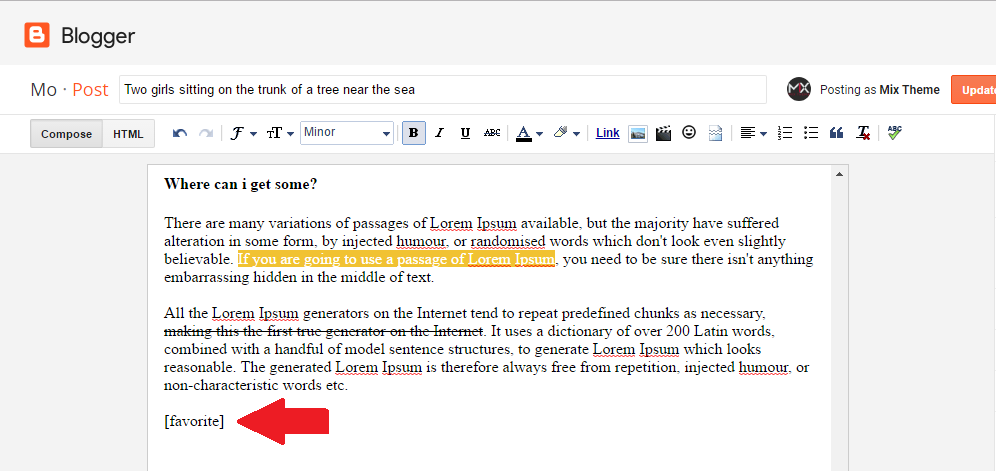 Blogger
Mo · Post Two girls sitting on the trunk of a tree near the sea MX Posting as Mix Theme Update
Compose HTML F TT Minor B I U ABC A Link T ABC
Where can i get some?
There are many variations of passages of Lorem Ipsum available, but the majority have suffered
alteration in some form, by injected humour, or randomised words which don't look even slightly
believable. If you are going to use a passage of Lorem Ipsum, you need to be sure there isn't anything
embarrassing hidden in the middle of text.
All the Lorem Ipsum generators on the Internet tend to repeat predefined chunks as necessary,
making this the first true generator on the Internet. It uses a dictionary of over 200 Latin words,
combined with a handful of model sentence structures, to generate Lorem Ipsum which looks
reasonable. The generated Lorem Ipsum is therefore always free from repetition, injected humour, or
non-characteristic words etc.
[favorite]